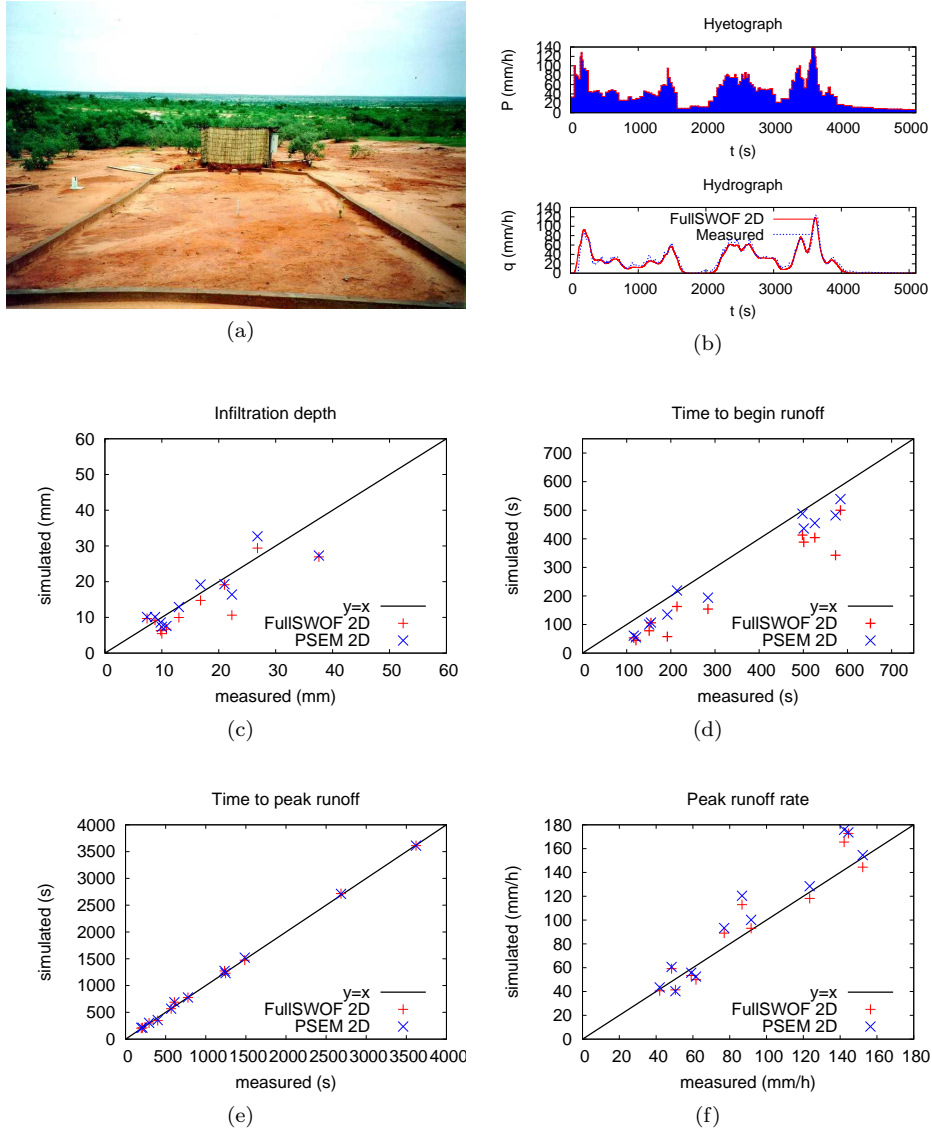 Hyetograph
P (mm/h)
140
120
100
80
60
40
20
0
0 1000 2000 3000 4000 5000
t (s)
Hydrograph
q (mm/h)
140
120
100
80
60
40
20
0
FullSWOF 2D
Measured
0 1000 2000 3000 4000 5000
t (s)
(a)
(b)
Infiltration depth
simulated (mm)
60
50
40
30
20
10
0
y=x
FullSWOF 2D
PSEM 2D
0 10 20 30 40 50 60
measured (mm)
(c)
Time to begin runoff
simulated (s)
700
600
500
400
300
200
100
0
y=x
FullSWOF 2D
PSEM 2D
0 100 200 300 400 500 600 700
measured (s)
(d)
Time to peak runoff
simulated (s)
4000
3500
3000
2500
2000
1500
1000
500
0
y=x
FullSWOF 2D
PSEM 2D
0 500 1000 1500 2000 2500 3000 3500 4000
measured (s)
(e)
Peak runoff rate
simulated (mm/h)
180
160
140
120
100
80
60
40
20
0
y=x
FullSWOF 2D
PSEM 2D
0 20 40 60 80 100 120 140 160 180
measured (mm/h)
(f)